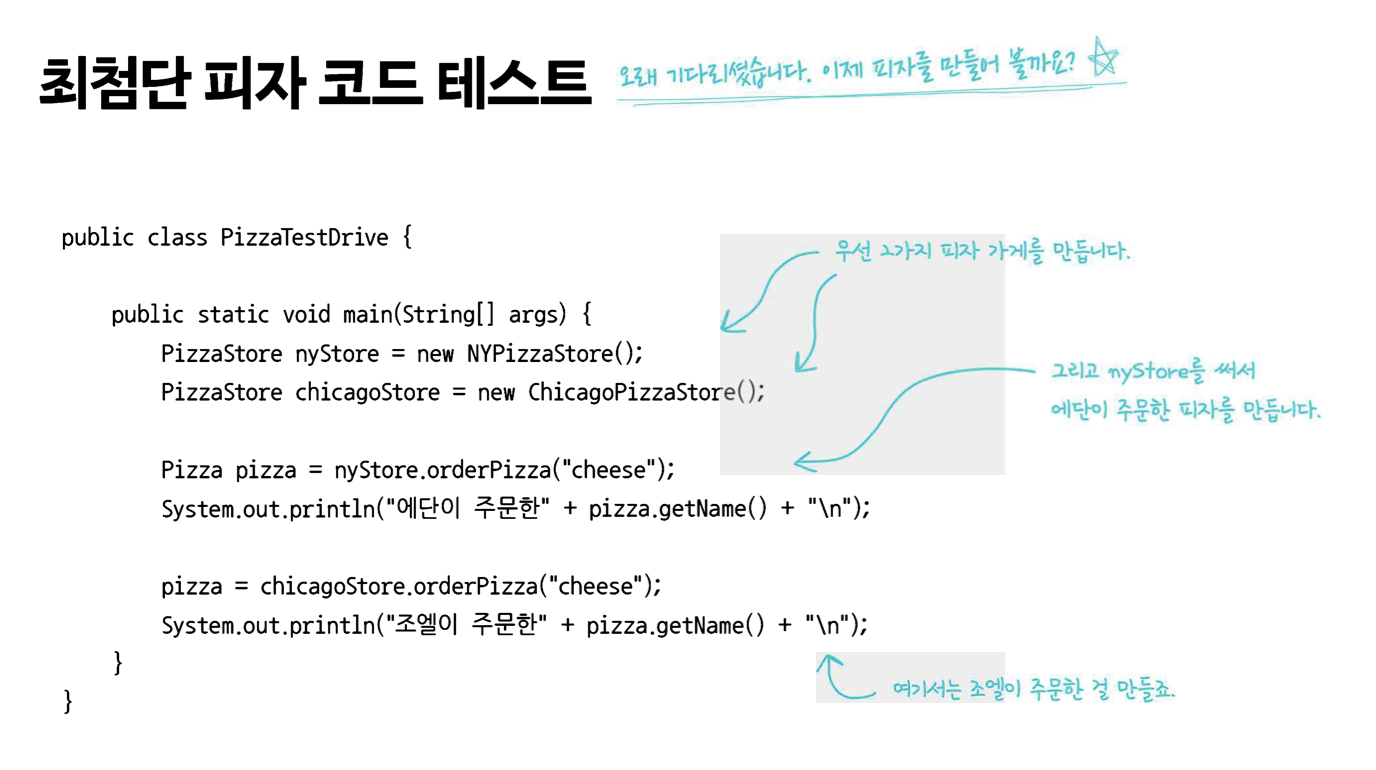 최첨단 피자 코드 테스트
오래 기다리셨습니다. 이제 피자를 만들어 볼까요?
public class PizzaTestDrive {
우선 2가지 피자 가게를 만듭니다.
public static void main(String[] args) {
PizzaStore nyStore = new NYPizzaStore();
PizzaStore chicagoStore = new ChicagoPizzaStore();
그리고 nyStore를 써서
에단이 주문한 피자를 만듭니다.
Pizza pizza = nyStore.orderPizza("cheese");
System.out.println("에단이 주문한" + pizza.getName() + "\n");
pizza = chicagoStore.orderPizza("cheese");
System.out.println("조엘이 주문한" + pizza.getName() + "\n");
}
여기서는 조엘이 주문한 걸 만들죠.
}